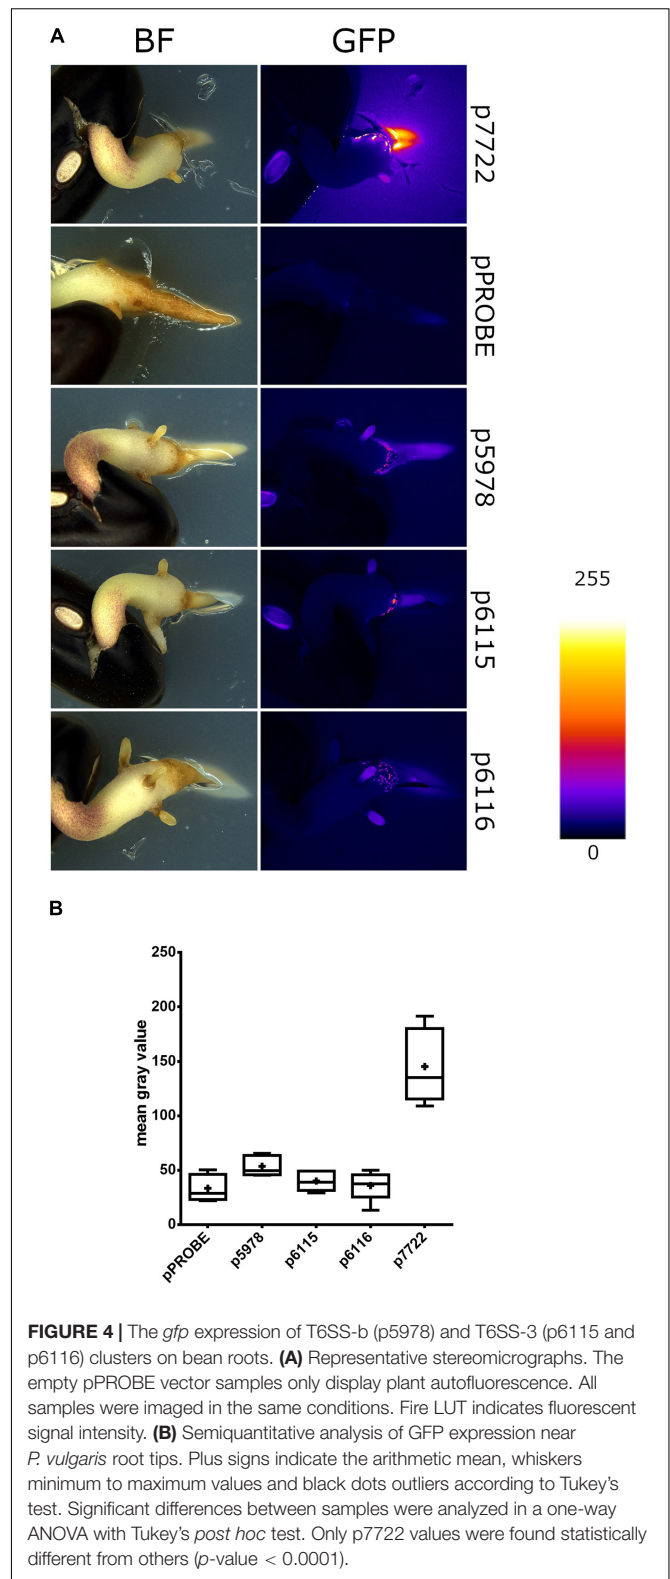 A
BF GFP
p7722
pPROBE
p5978
p6115
p6116
255
0
B
mean gray value
250
200
150
100
50
0
pPROBE p5978 p6115 p6116 p7722
FIGURE 4 | The gfp expression of T6SS-b (p5978) and T6SS-3 (p6115 and
p6116) clusters on bean roots. (A) Representative stereomicrographs. The
empty pPROBE vector samples only display plant autofluorescence. All
samples were imaged in the same conditions. Fire LUT indicates fluorescent
signal intensity. (B) Semiquantitative analysis of GFP expression near
P. vulgaris root tips. Plus signs indicate the arithmetic mean, whiskers
minimum to maximum values and black dots outliers according to Tukey's
test. Significant differences between samples were analyzed in a one-way
ANOVA with Tukey's post hoc test. Only p7722 values were found statistically
different from others (p-value < 0.0001).